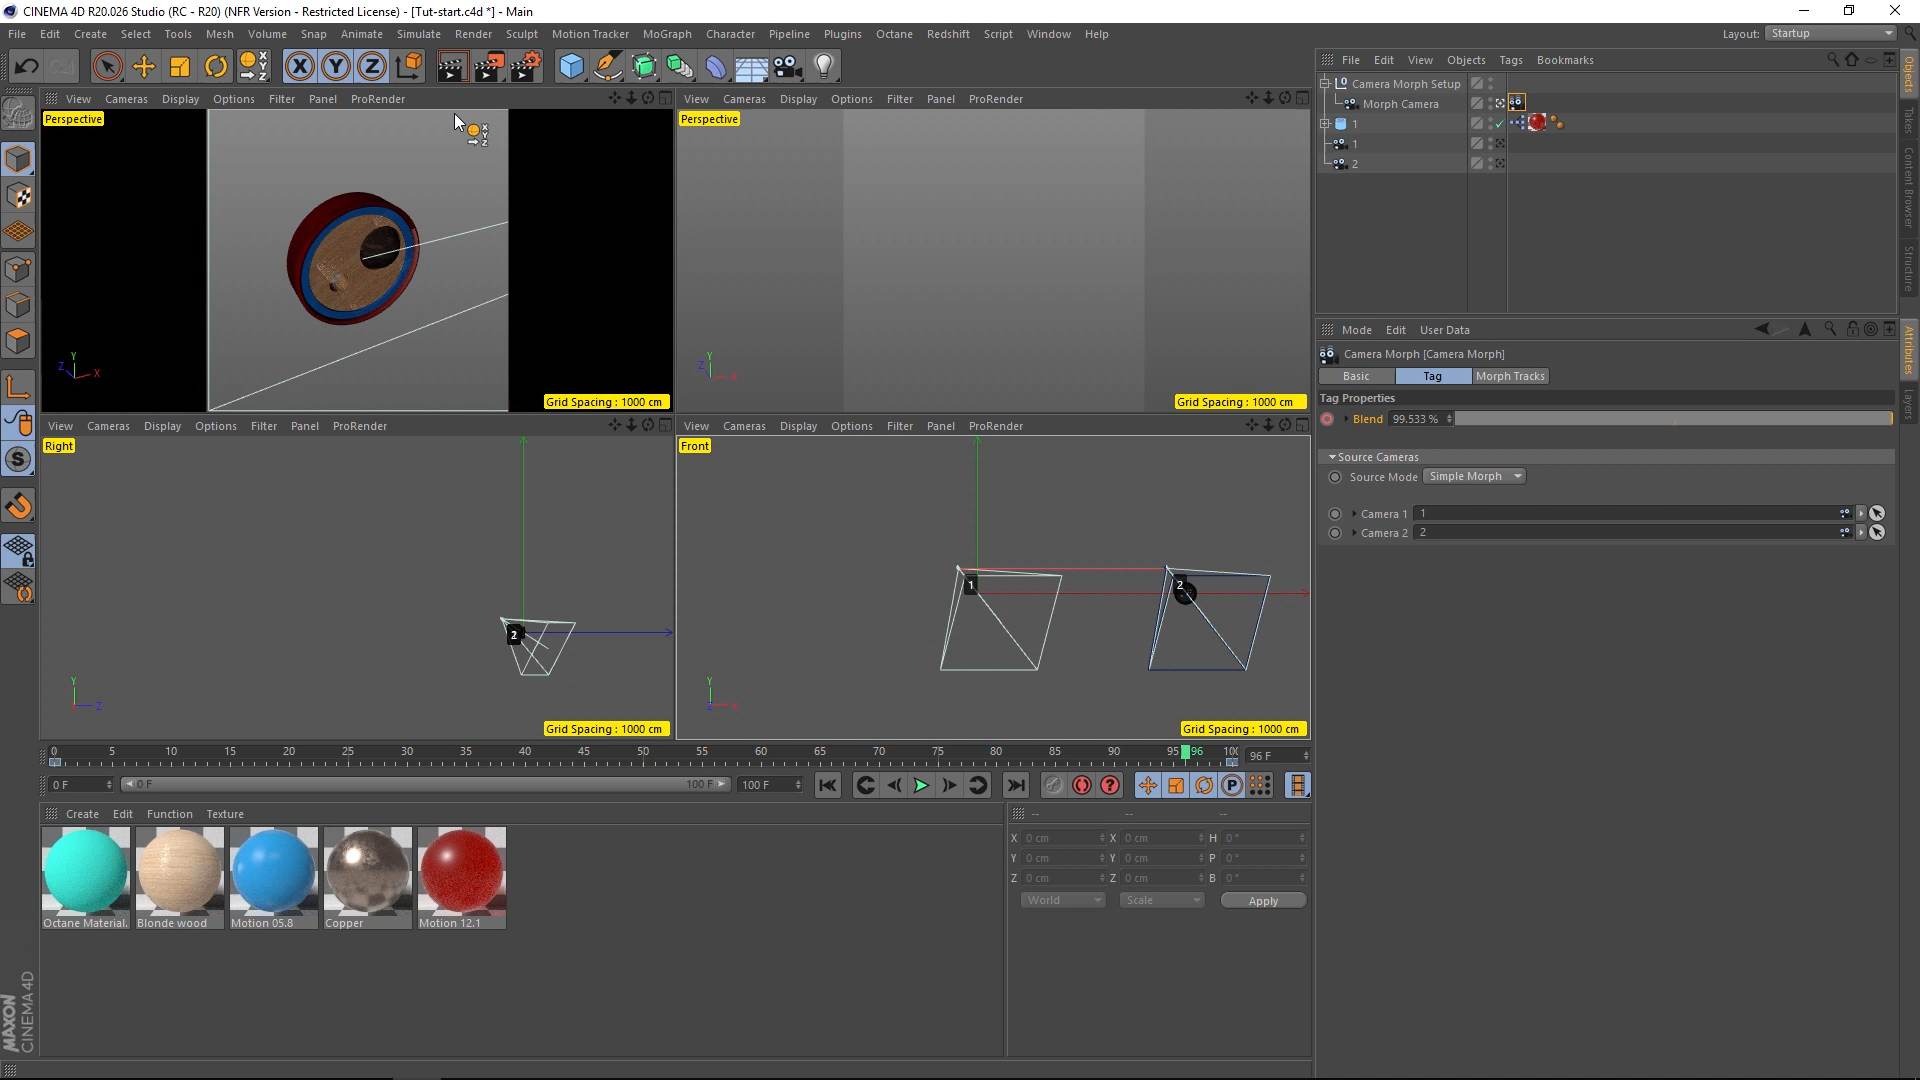 CINEMA 4D R20.026 Studio (RC - R20) (NFR Version - Restricted License) - [Tut-start.c4d *] - Main
File Edit Create Select Tools Mesh Volume Snap Animate Simulate Render Sculpt Motion Tracker MoGraph Character Pipeline Plugins Octane Redshift Script Window Help
Layout: Startup
View Cameras Display Options Filter Panel ProRender
Perspective
Y
Z X
Grid Spacing : 1000 cm
View Cameras Display Options Filter Panel ProRender
Perspective
Y
Z X
Grid Spacing : 1000 cm
View Cameras Display Options Filter Panel ProRender
Right
2
Y
Z
Grid Spacing : 1000 cm
View Cameras Display Options Filter Panel ProRender
Front
1
2
Y
Z X
Grid Spacing : 1000 cm
File Edit View Objects Tags Bookmarks
Camera Morph Setup
Morph Camera
1
1
2
Objects
Takes
Content Browser
Structure
Mode Edit User Data
Camera Morph [Camera Morph]
Basic Tag Morph Tracks
Tag Properties
Blend 99.533 %
Source Cameras
Source Mode Simple Morph
Camera 1 1
Camera 2 2
Attributes
Layers
0 5 10 15 20 25 30 35 40 45 50 55 60 65 70 75 80 85 90 95 96 100
96 F
0 F 0 F 100 F 100 F
Create Edit Function Texture
Octane Material. Blonde wood Motion 05.8 Copper Motion 12.1
-- -- --
X 0 cm X 0 cm H 0 °
Y 0 cm Y 0 cm P 0 °
Z 0 cm Z 0 cm B 0 °
World Scale Apply
MAXON
CINEMA 4D